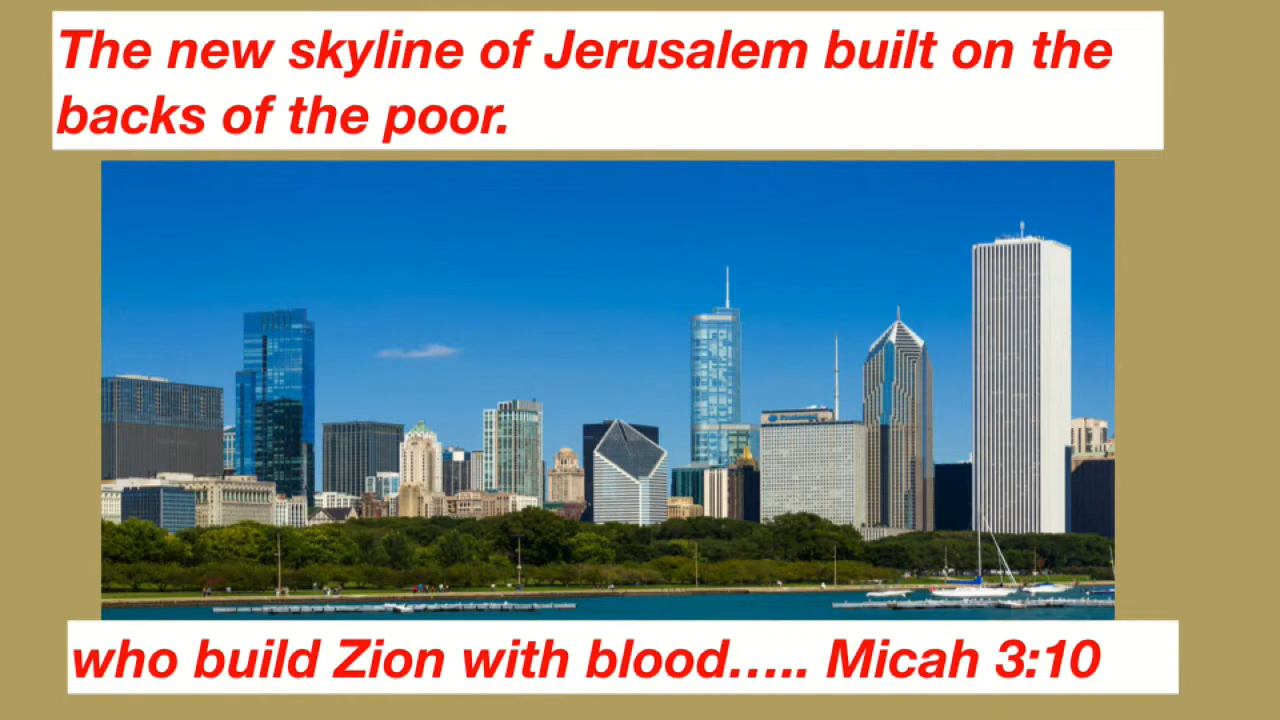 The new skyline of Jerusalem built on the
backs of the poor.
who build Zion with blood….. Micah 3:10